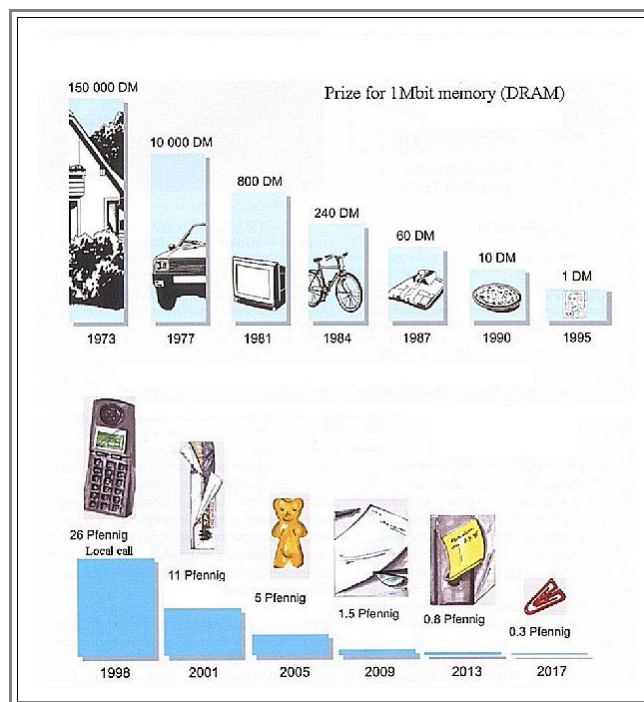 Prize for 1Mbit memory (DRAM)
150 000 DM
10 000 DM
800 DM
240 DM
60 DM
10 DM
1 DM
1973
1977
1981
1984
1987
1990
1995
26 Pfennig
Local call
11 Pfennig
5 Pfennig
1.5 Pfennig
0.8 Pfennig
0.3 Pfennig
1998
2001
2005
2009
2013
2017